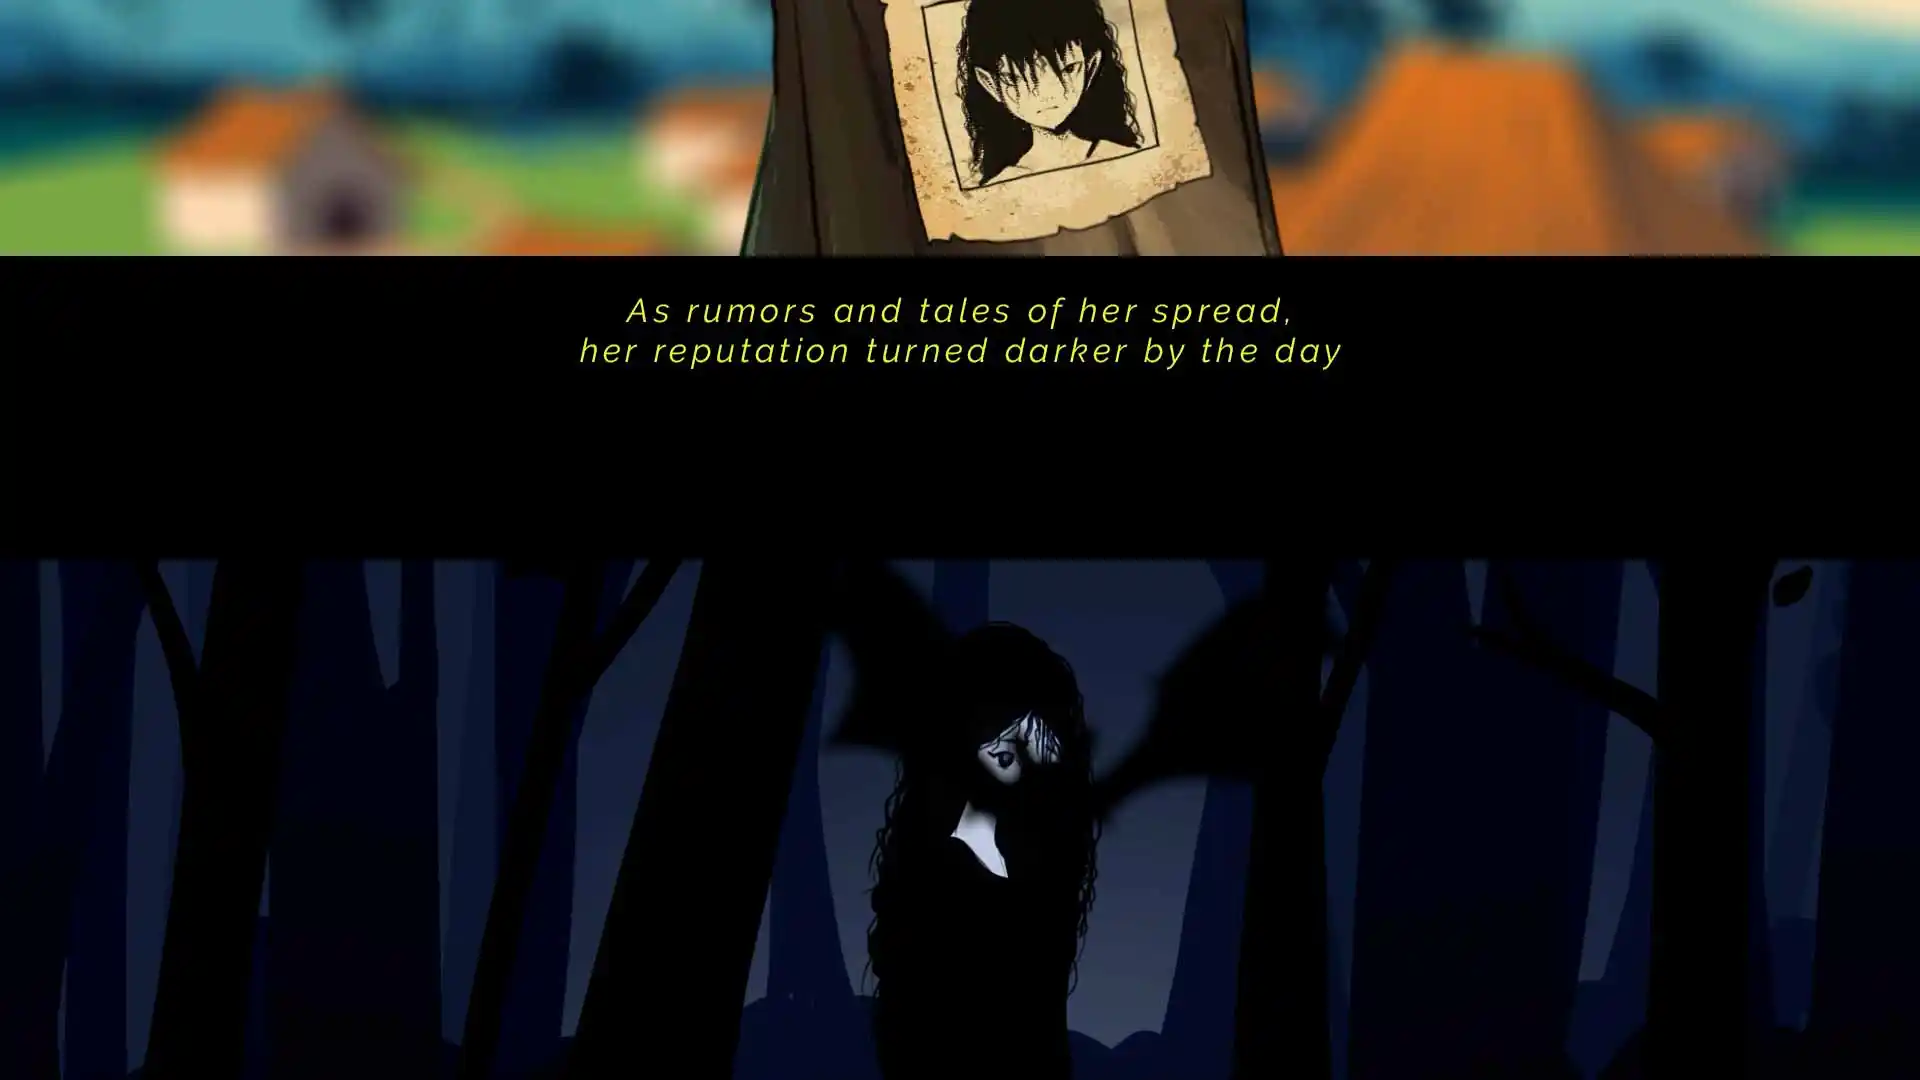 As rumors and tales of her spread,
her reputation turned darker by the day